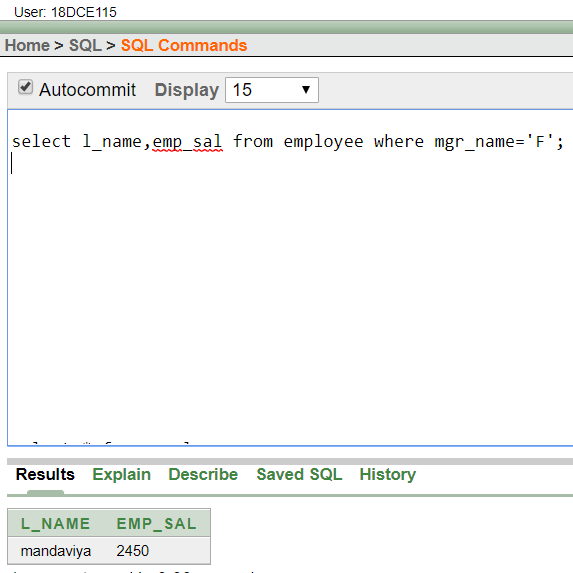 User: 18DCE115
Home > SQL > SQL Commands
Autocommit Display 15
select l_name,emp_sal from employee where mgr_name='F';
Results Explain Describe Saved SQL History
L_NAME EMP_SAL
mandaviya 2450